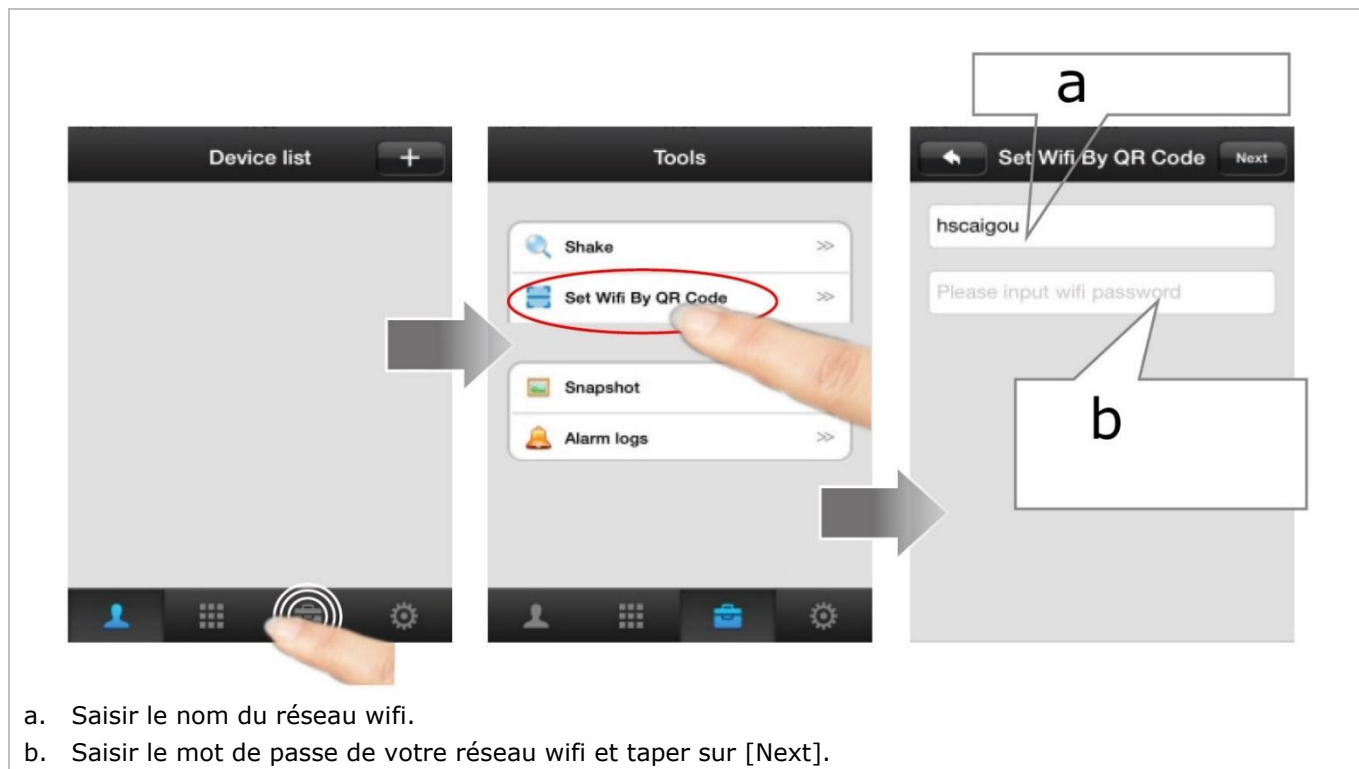 a
Device list
+
Tools
Set Wifi By QR Code
Next
Shake
>>
hscaigou
Set Wifi By QR Code
>>
Please input wifi password
Snapshot
b
Alarm logs
>>
a. Saisir le nom du réseau wifi.
b. Saisir le mot de passe de votre réseau wifi et taper sur [Next].